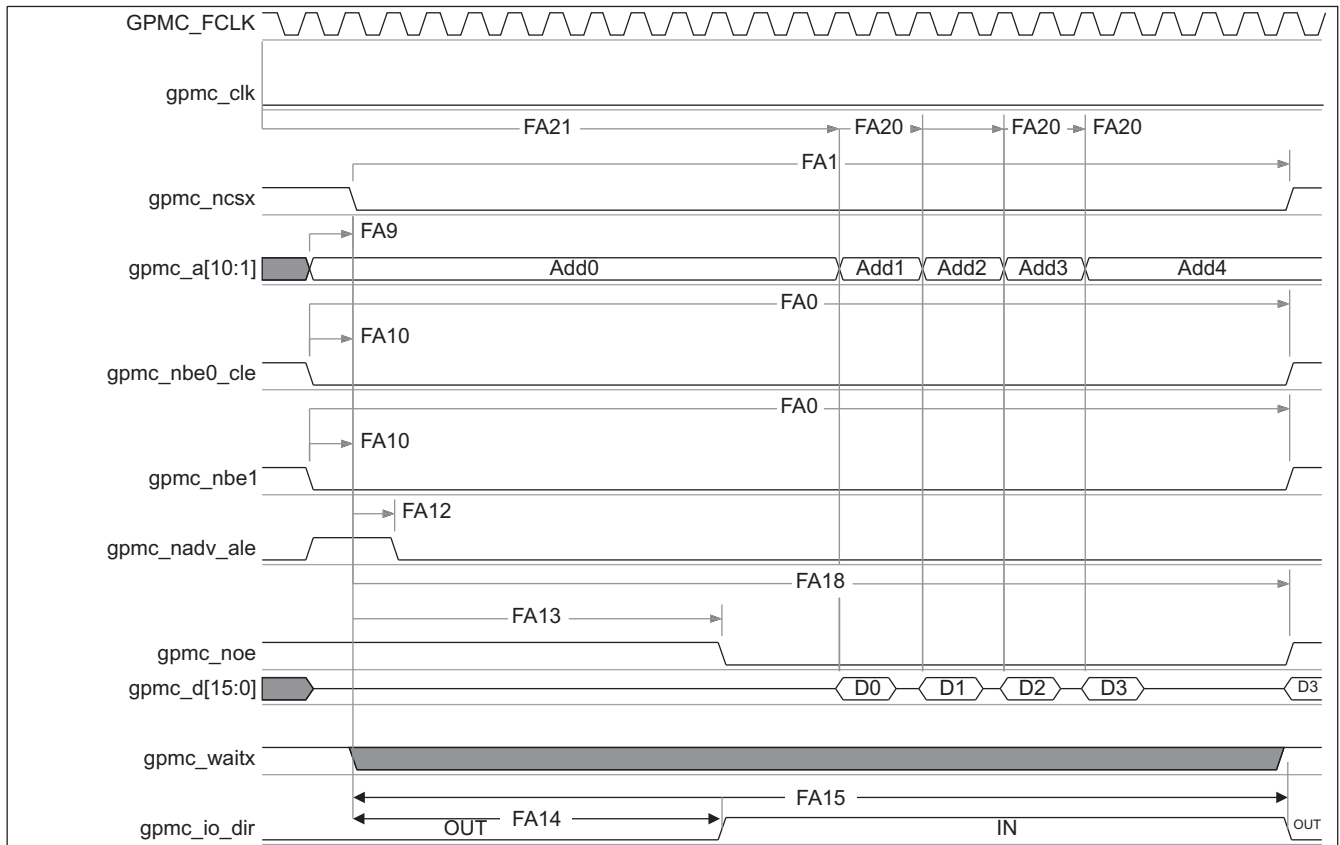 GPMC_FCLK
gpmc_clk
FA21 FA20 FA20 FA20
FA1
gpmc_ncsx
FA9
gpmc_a[10:1] Add0 Add1 Add2 Add3 Add4
FA0
FA10
gpmc_nbe0_cle
FA0
FA10
gpmc_nbe1
FA12
gpmc_nadv_ale
FA18
FA13
gpmc_noe
gpmc_d[15:0] D0 D1 D2 D3 D3
gpmc_waitx
FA15
FA14
gpmc_io_dir OUT IN OUT